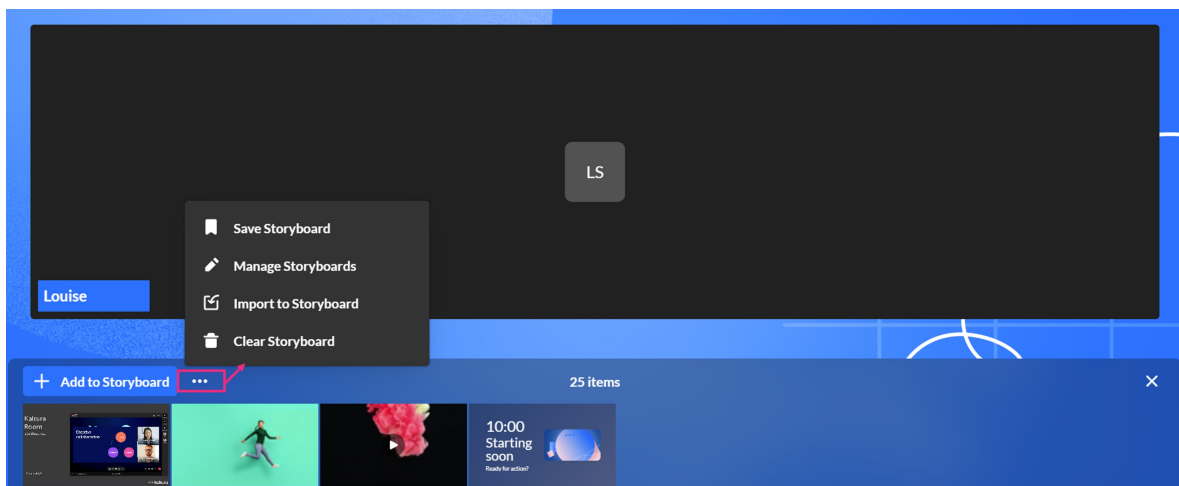 LS
Save Storyboard
Manage Storyboards
Import to Storyboard
Clear Storyboard
Louise
Add to Storyboard
25 items
Kaltura
Room
10:00
Starting
soon
Ready for action?